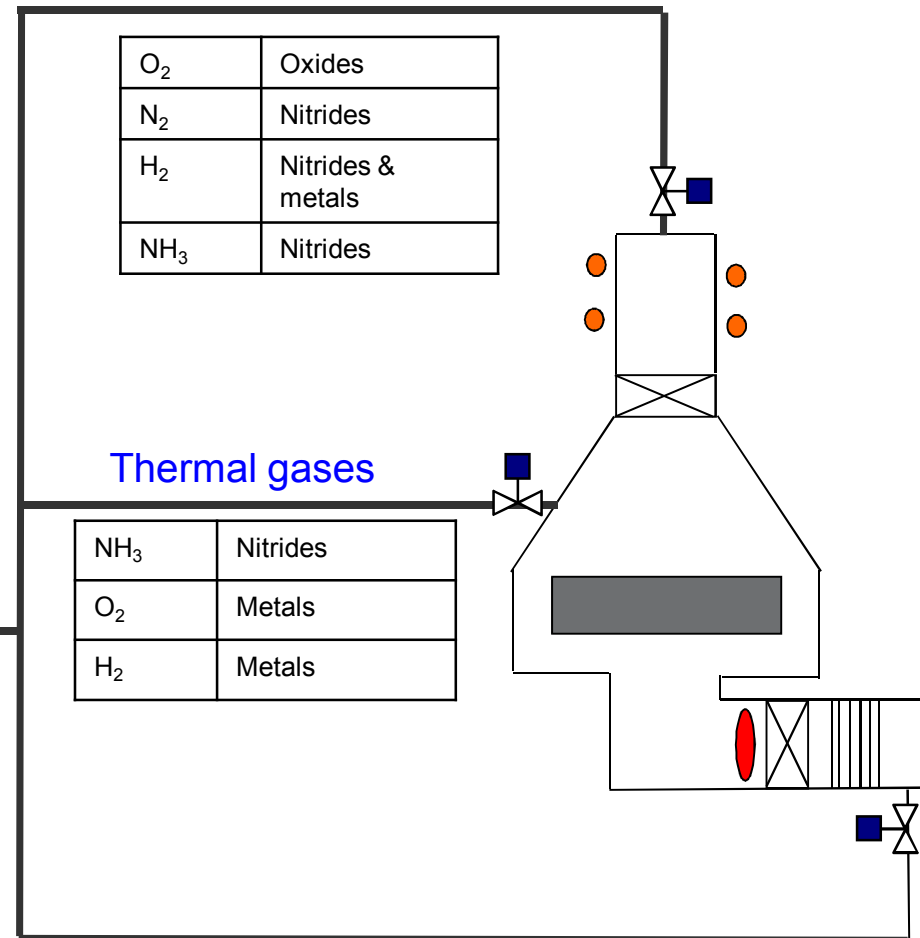 O₂ Oxides
N₂ Nitrides
H₂ Nitrides &
metals
NH₃ Nitrides
Thermal gases
NH₃ Nitrides
O₂ Metals
H₂ Metals